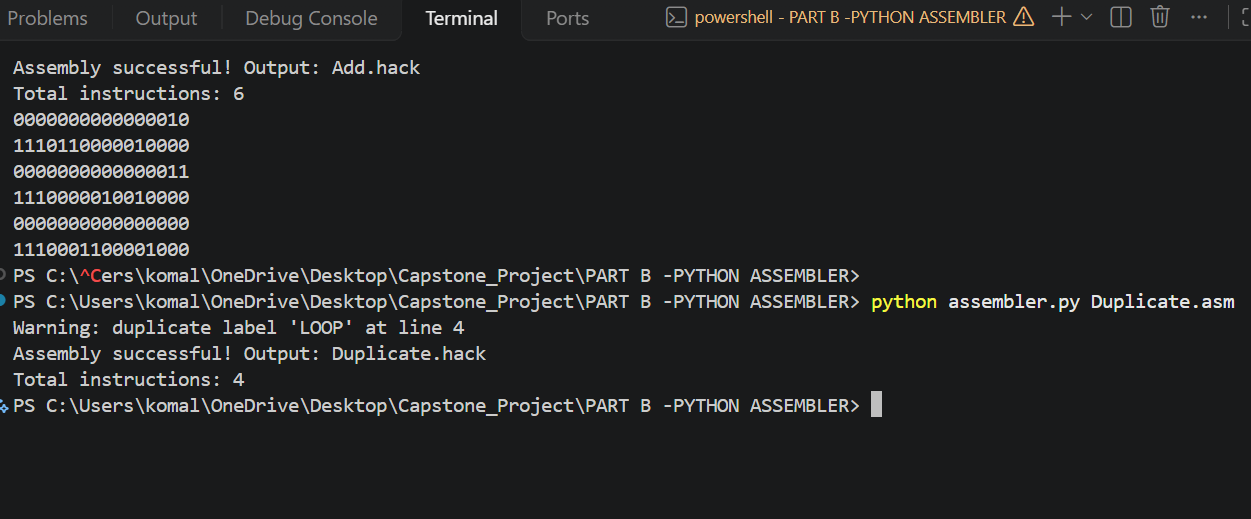 Problems Output Debug Console Terminal Ports powershell - PART B -PYTHON ASSEMBLER
Assembly successful! Output: Add.hack
Total instructions: 6
0000000000000010
1110110000010000
0000000000000011
1110000010010000
0000000000000000
1110001100001000
PS C:\^Cers\komal\OneDrive\Desktop\Capstone_Project\PART B -PYTHON ASSEMBLER>
PS C:\Users\komal\OneDrive\Desktop\Capstone_Project\PART B -PYTHON ASSEMBLER> python assembler.py Duplicate.asm
Warning: duplicate label 'LOOP' at line 4
Assembly successful! Output: Duplicate.hack
Total instructions: 4
PS C:\Users\komal\OneDrive\Desktop\Capstone_Project\PART B -PYTHON ASSEMBLER>